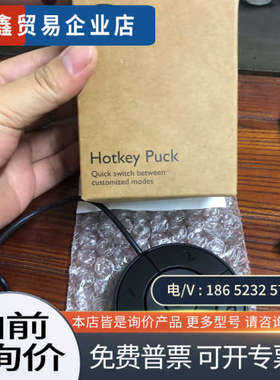 鑫贸易企业店
Hotkey Puck
Quick switch between
customized modes
电/V: 186 5232 57
本店皆是询价产品 更多型号 请咨询
免费普票 可开专票
前
询价